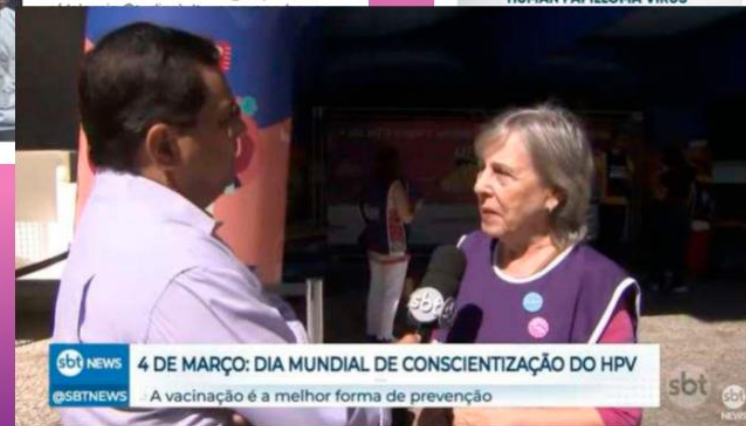 HUMAN PAPILLOMA VIRUS
sbt
sbt NEWS
4 DE MARÇO: DIA MUNDIAL DE CONSCIENTIZAÇÃO DO HPV
@SBTNEWS
A vacinação é a melhor forma de prevenção
sbt
sbt
NEWS